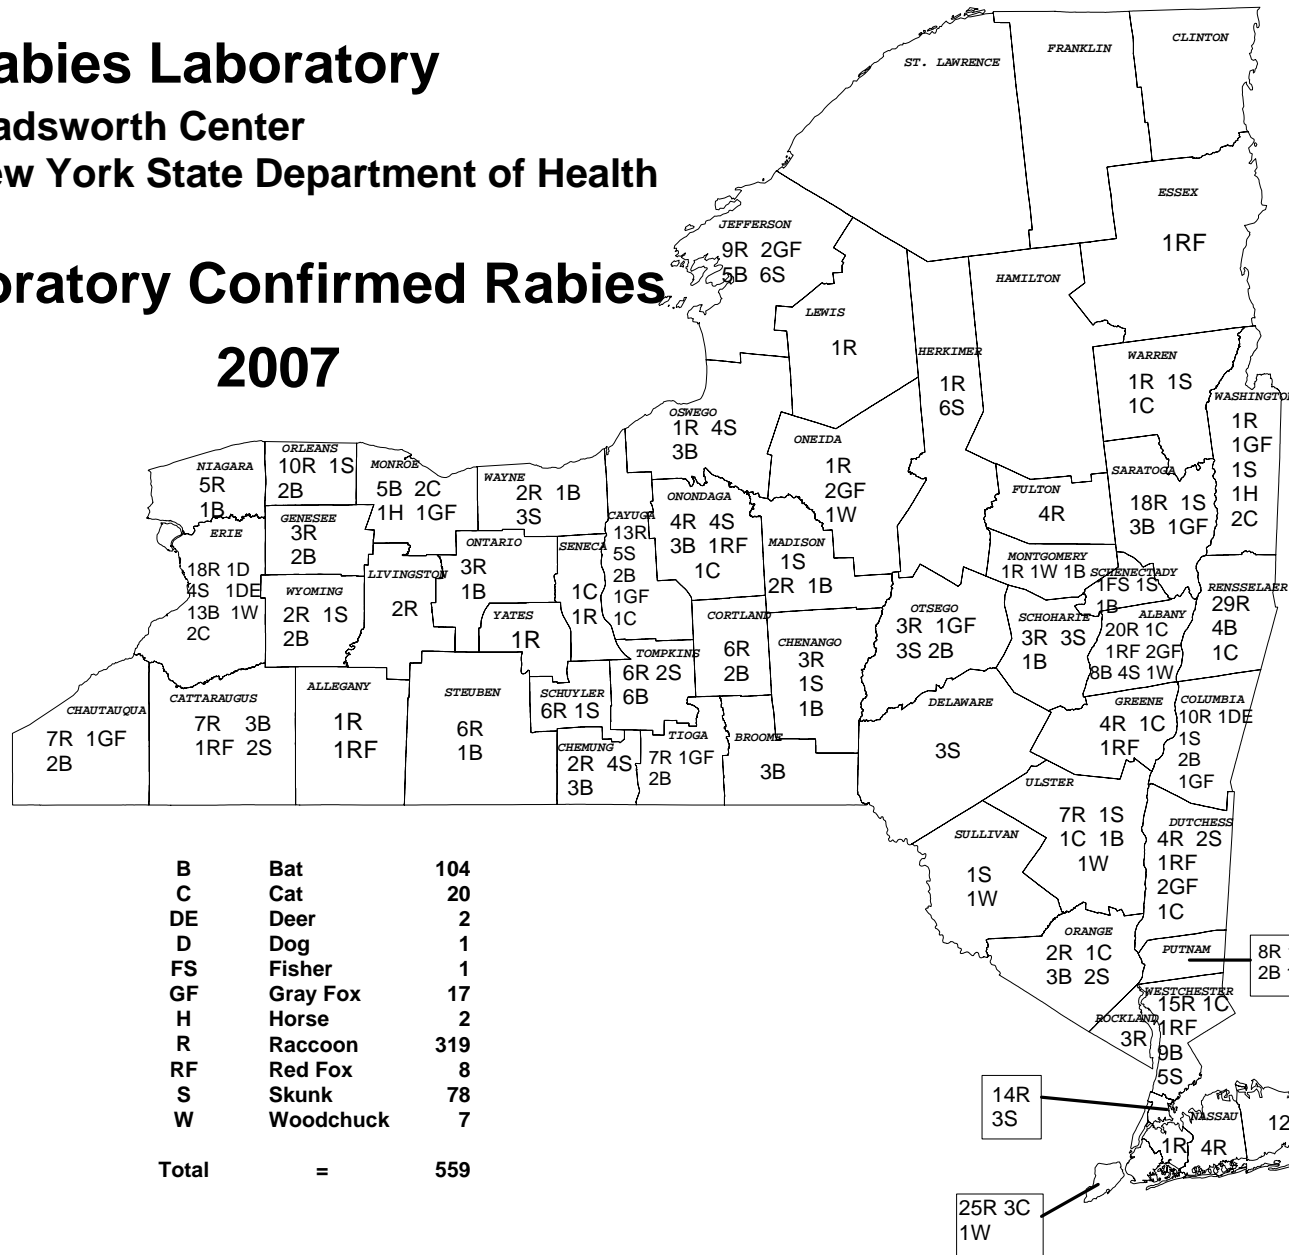 abies Laboratory
adsworth Center
ew York State Department of Health
oratory Confirmed Rabies
2007
ST. LAWRENCE
FRANKLIN
CLINTON
ESSEX
1RF
JEFFERSON
9R 2GF
5B 6S
LEWIS
1R
HERKIMER
1R
6S
HAMILTON
WARREN
1R 1S
1C
WASHINGTON
1R
1GF
1S
1H
2C
OSWEGO
1R 4S
3B
ONEIDA
1R
2GF
1W
FULTON
4R
SARATOGA
18R 1S
3B 1GF
NIAGARA
5R
1B
ORLEANS
10R 1S
2B
MONROE
5B 2C
1H 1GF
WAYNE
2R 1B
3S
CAYUGA
13R
5S
2B
1GF
1C
ONONDAGA
4R 4S
3B 1RF
1C
MADISON
1S
2R 1B
MONTGOMERY
1R 1W 1B
SCHENECTADY
1FS 1S
1B
RENSSELAER
29R
4B
1C
ERIE
18R 1D
4S 1DE
13B 1W
2C
GENESEE
3R
2B
WYOMING
2R 1S
2B
LIVINGSTON
2R
ONTARIO
3R
1B
SENECA
1C
1R
YATES
1R
CORTLAND
6R
2B
CHENANGO
3R
1S
1B
OTSEGO
3R 1GF
3S 2B
SCHOHARIE
3R 3S
1B
ALBANY
20R 1C
1RF 2GF
8B 4S 1W
CHAUTAUQUA
7R 1GF
2B
CATTARAUGUS
7R 3B
1RF 2S
ALLEGANY
1R
1RF
STEUBEN
6R
1B
SCHUYLER
6R 1S
TOMPKINS
6R 2S
6B
CHEMUNG
2R 4S
3B
TIOGA
7R 1GF
2B
BROOME
3B
DELAWARE
3S
GREENE
4R 1C
1RF
COLUMBIA
10R 1DE
1S
2B
1GF
ULSTER
7R 1S
1C 1B
1W
SULLIVAN
1S
1W
DUTCHESS
4R 2S
1RF
2GF
1C
ORANGE
2R 1C
3B 2S
PUTNAM
8R
2B
WESTCHESTER
15R 1C
1RF
9B
5S
ROCKLAND
3R
14R
3S
NASSAU
1R
4R
12
25R 3C
1W
B Bat 104
C Cat 20
DE Deer 2
D Dog 1
FS Fisher 1
GF Gray Fox 17
H Horse 2
R Raccoon 319
RF Red Fox 8
S Skunk 78
W Woodchuck 7
Total = 559